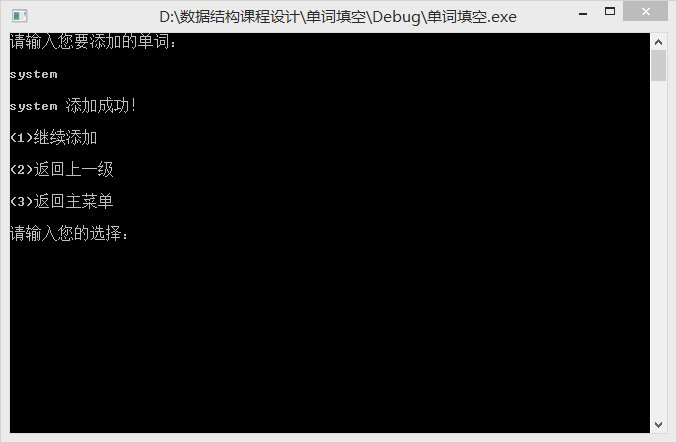 D:\数据结构课程设计\单词填空\Debug\单词填空.exe
请输入您要添加的单词：
system
system 添加成功！
(1)继续添加
(2)返回上一级
(3)返回主菜单
请输入您的选择：